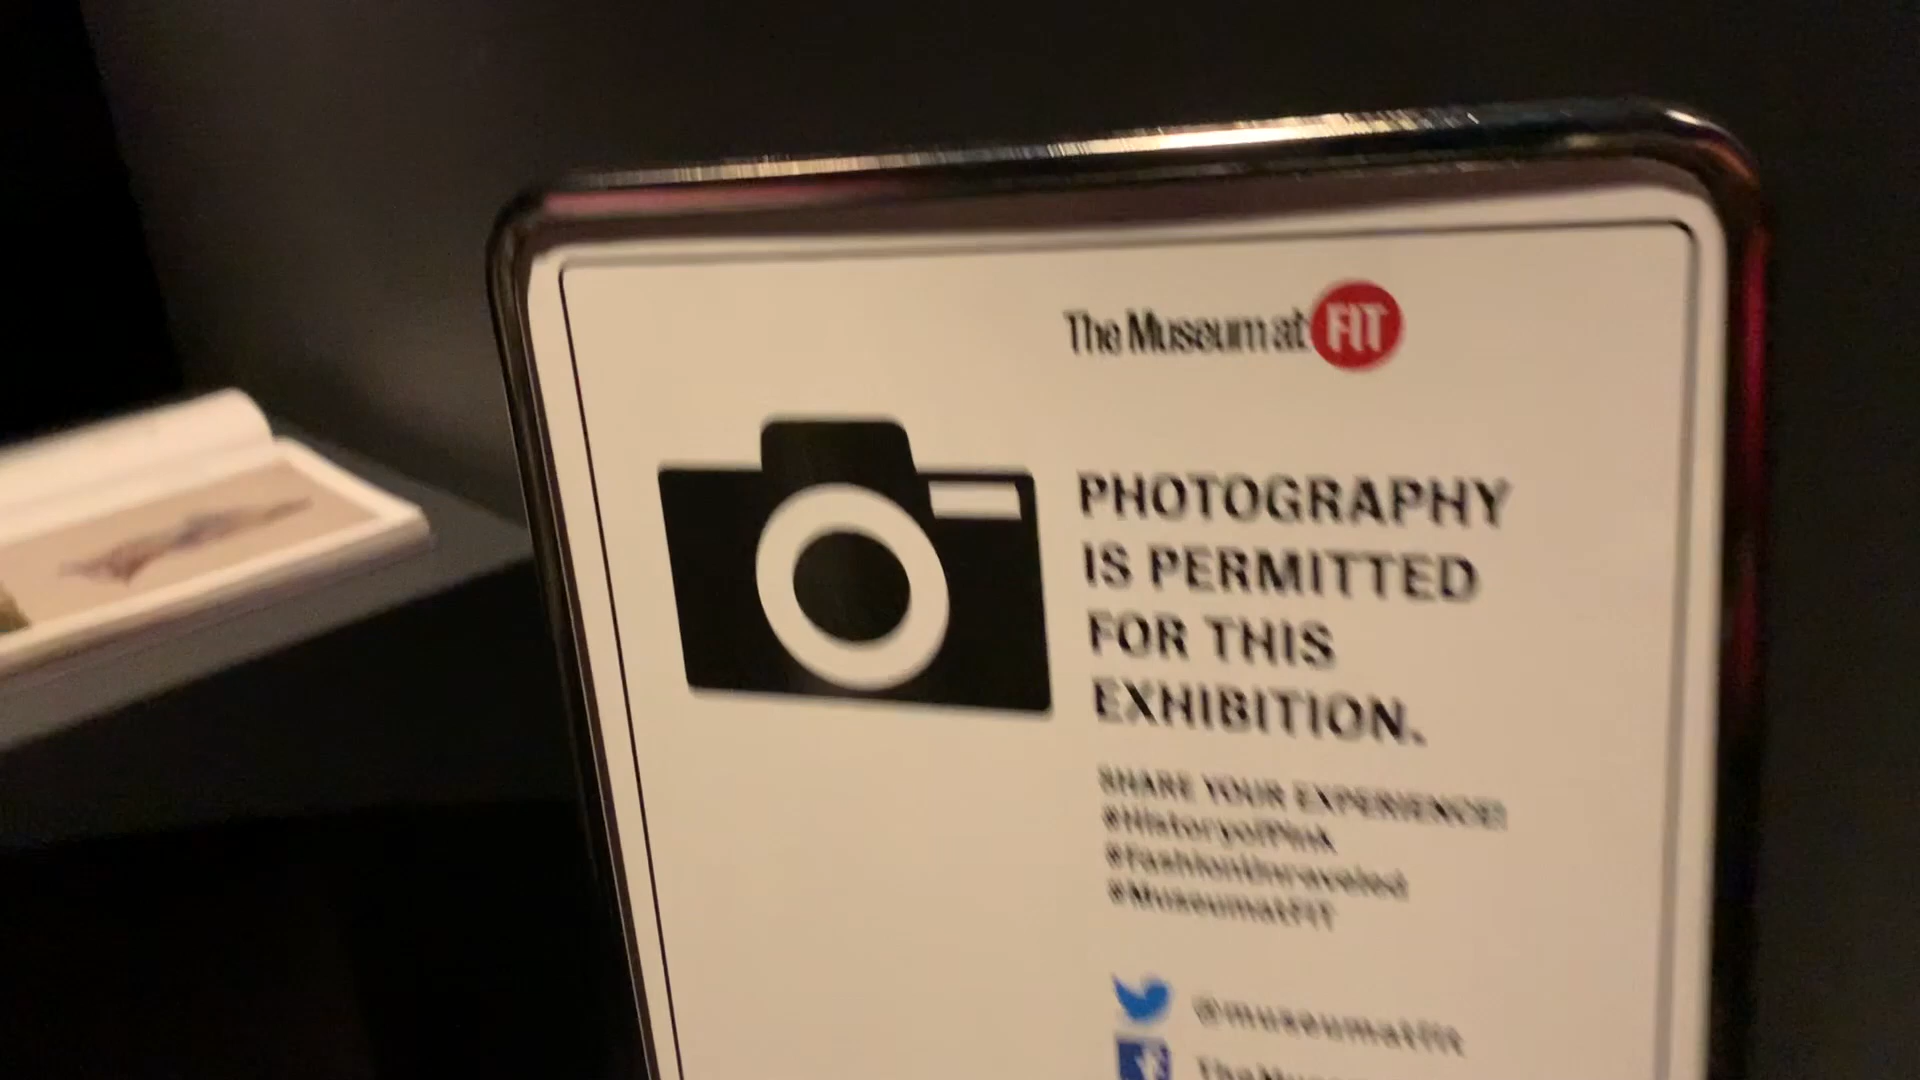 The Museum at FIT
PHOTOGRAPHY
IS PERMITTED
FOR THIS
EXHIBITION.
SHARE YOUR EXPERIENCE!
#HistoryofPink
#FashionUnraveled
#MuseumatFIT
@museumatfit